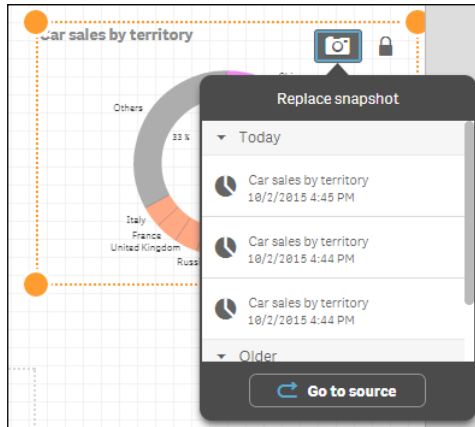 Car sales by territory
Others
33 %
Italy
France
United Kingdom
Replace snapshot
Today
Car sales by territory
10/2/2015 4:45 PM
Car sales by territory
10/2/2015 4:44 PM
Car sales by territory
10/2/2015 4:44 PM
Older
Go to source